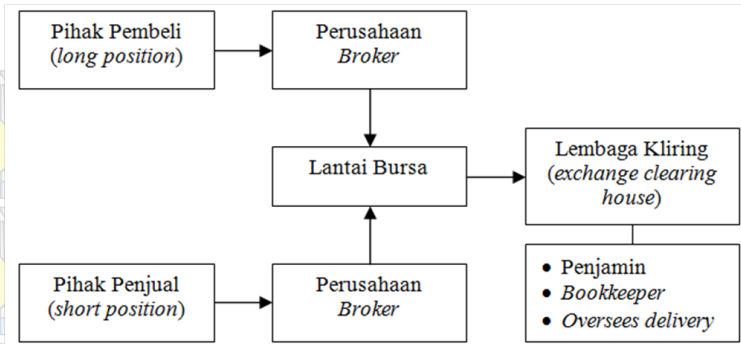 Pihak Pembeli
(long position)
Perusahaan
Broker
Lantai Bursa
Lembaga Kliring
(exchange clearing
house)
Pihak Penjual
(short position)
Perusahaan
Broker
• Penjamin
• Bookkeeper
• Oversees delivery